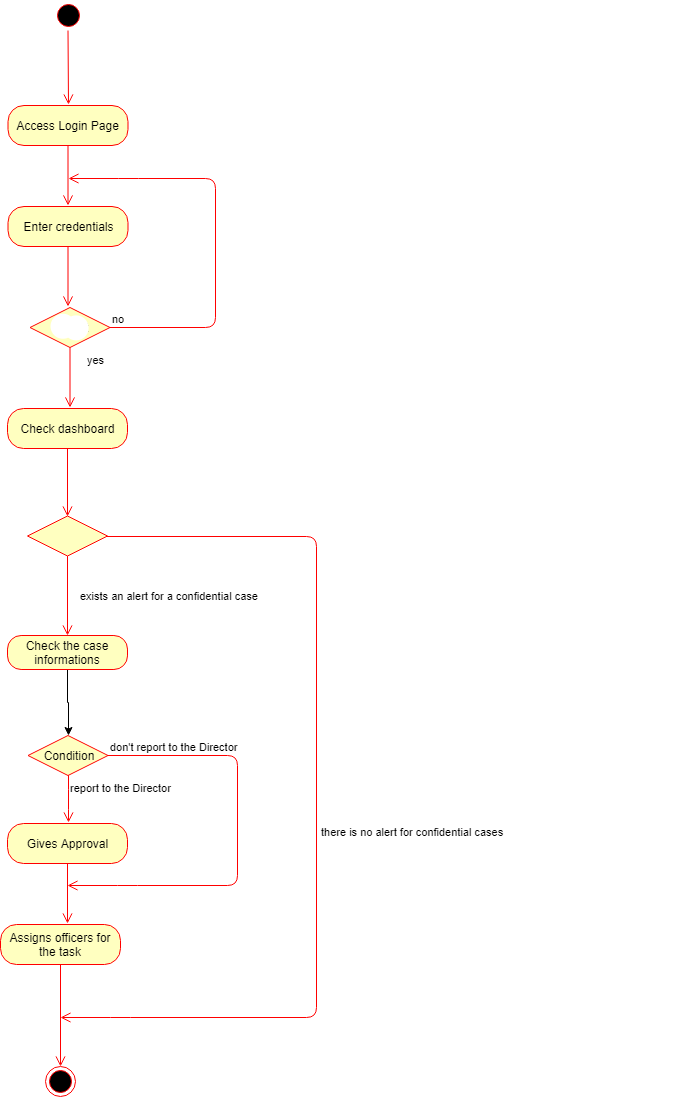 Access Login Page
Enter credentials
no
yes
Check dashboard
exists an alert for a confidential case
Check the case
informations
don't report to the Director
Condition
report to the Director
there is no alert for confidential cases
Gives Approval
Assigns officers for
the task